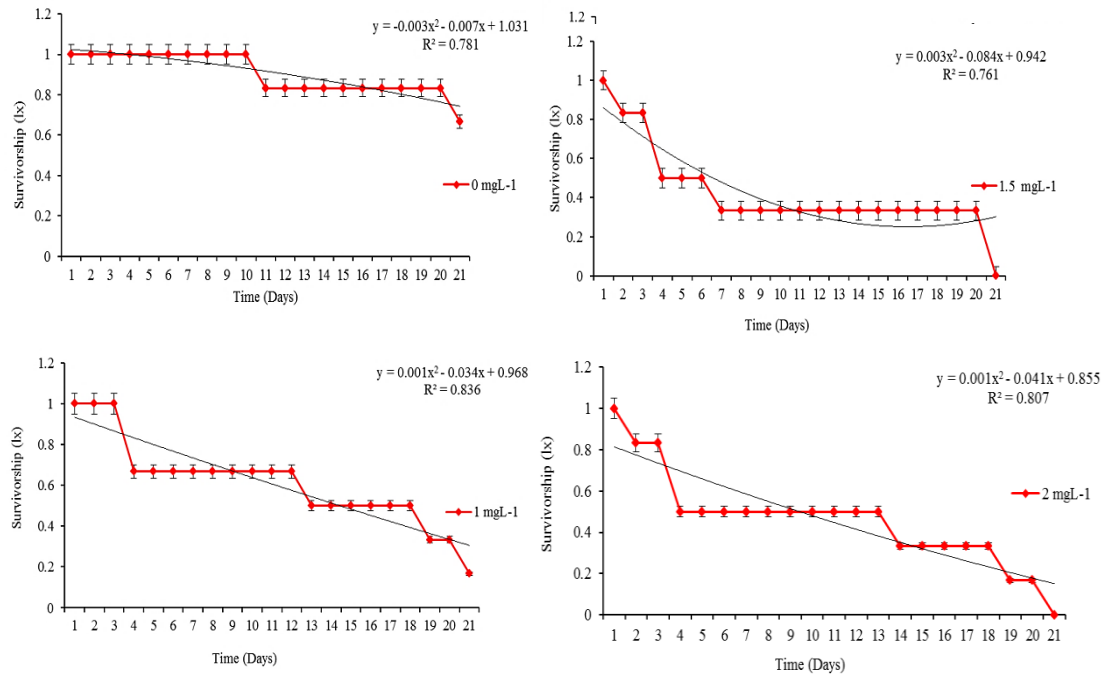 y = -0.003x² - 0.007x + 1.031
R² = 0.781
Survivorship (lx)
1.2
1
0.8
0.6
0.4
0.2
0
0 mgL-1
1 2 3 4 5 6 7 8 9 10 11 12 13 14 15 16 17 18 19 20 21
Time (Days)
y = 0.003x² - 0.084x + 0.942
R² = 0.761
Survivorship (lx)
1.2
1
0.8
0.6
0.4
0.2
0
1.5 mgL-1
1 2 3 4 5 6 7 8 9 10 11 12 13 14 15 16 17 18 19 20 21
Time (Days)
y = 0.001x² - 0.034x + 0.968
R² = 0.836
Survivorship (lx)
1.2
1
0.8
0.6
0.4
0.2
0
1 mgL-1
1 2 3 4 5 6 7 8 9 10 11 12 13 14 15 16 17 18 19 20 21
Time (Days)
y = 0.001x² - 0.041x + 0.855
R² = 0.807
Survivorship (lx)
1.2
1
0.8
0.6
0.4
0.2
0
2 mgL-1
1 2 3 4 5 6 7 8 9 10 11 12 13 14 15 16 17 18 19 20 21
Time (Days)